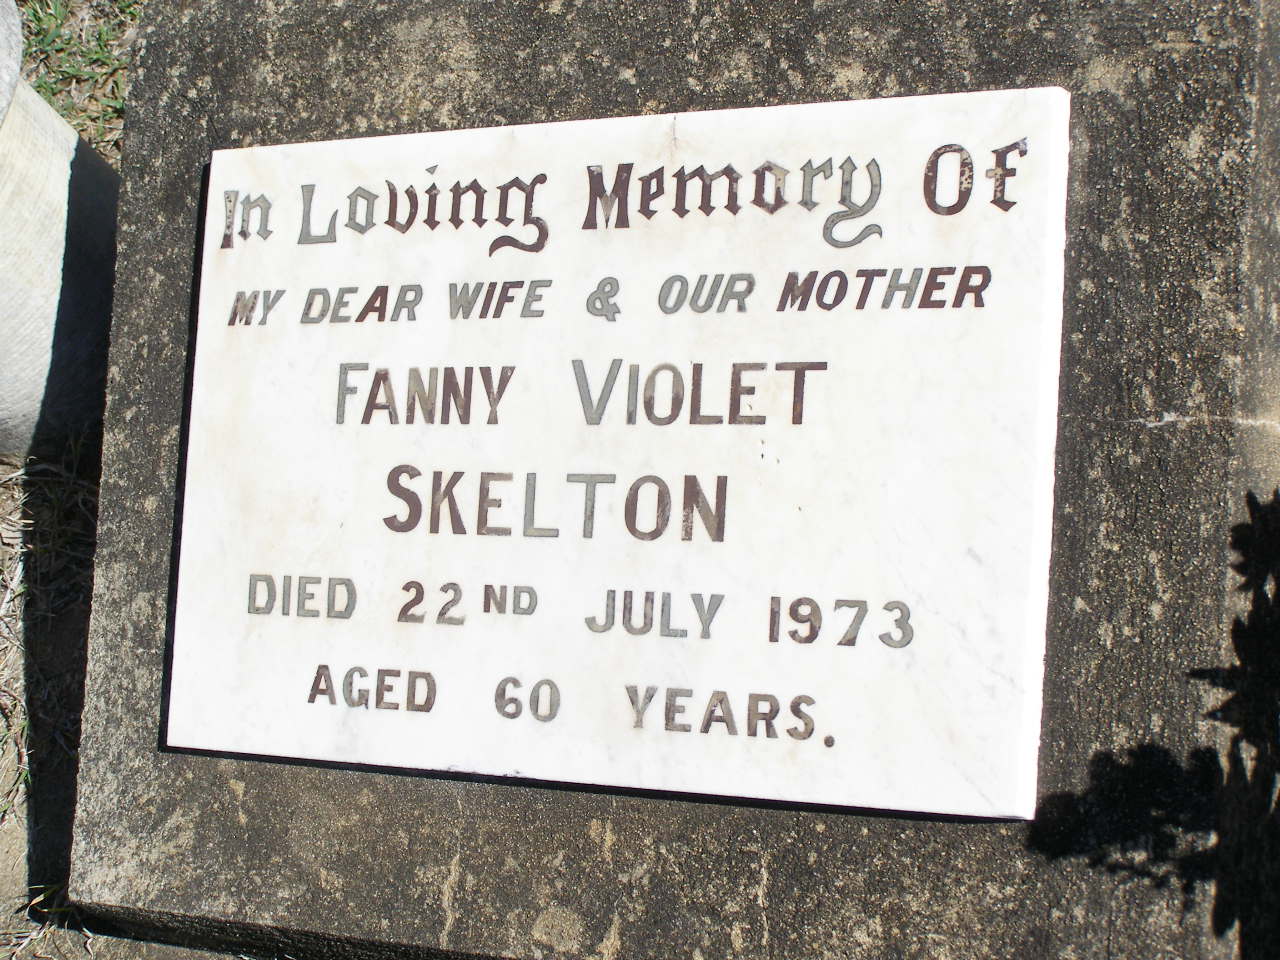 In Loving Memory Of
MY DEAR WIFE & OUR MOTHER
FANNY VIOLET
SKELTON
DIED 22ND JULY 1973
AGED 60 YEARS.